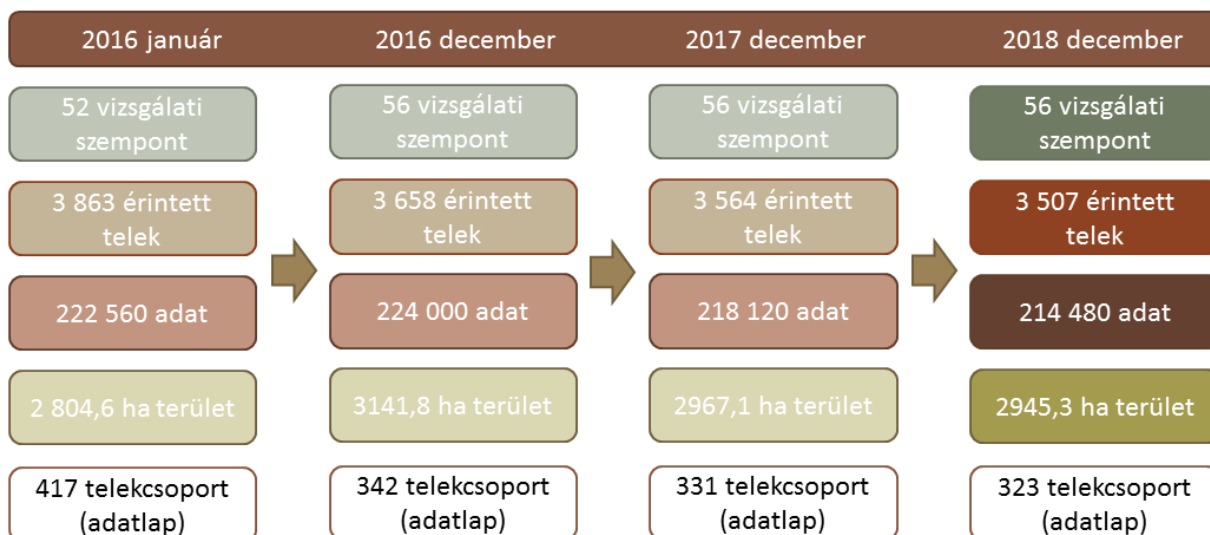 2016 január
2016 december
2017 december
2018 december
52 vizsgálati
szempont
56 vizsgálati
szempont
56 vizsgálati
szempont
56 vizsgálati
szempont
3 863 érintett
telek
3 658 érintett
telek
3 564 érintett
telek
3 507 érintett
telek
222 560 adat
224 000 adat
218 120 adat
214 480 adat
2 804,6 ha terület
3141,8 ha terület
2967,1 ha terület
2945,3 ha terület
417 telekcsoport
(adatlap)
342 telekcsoport
(adatlap)
331 telekcsoport
(adatlap)
323 telekcsoport
(adatlap)